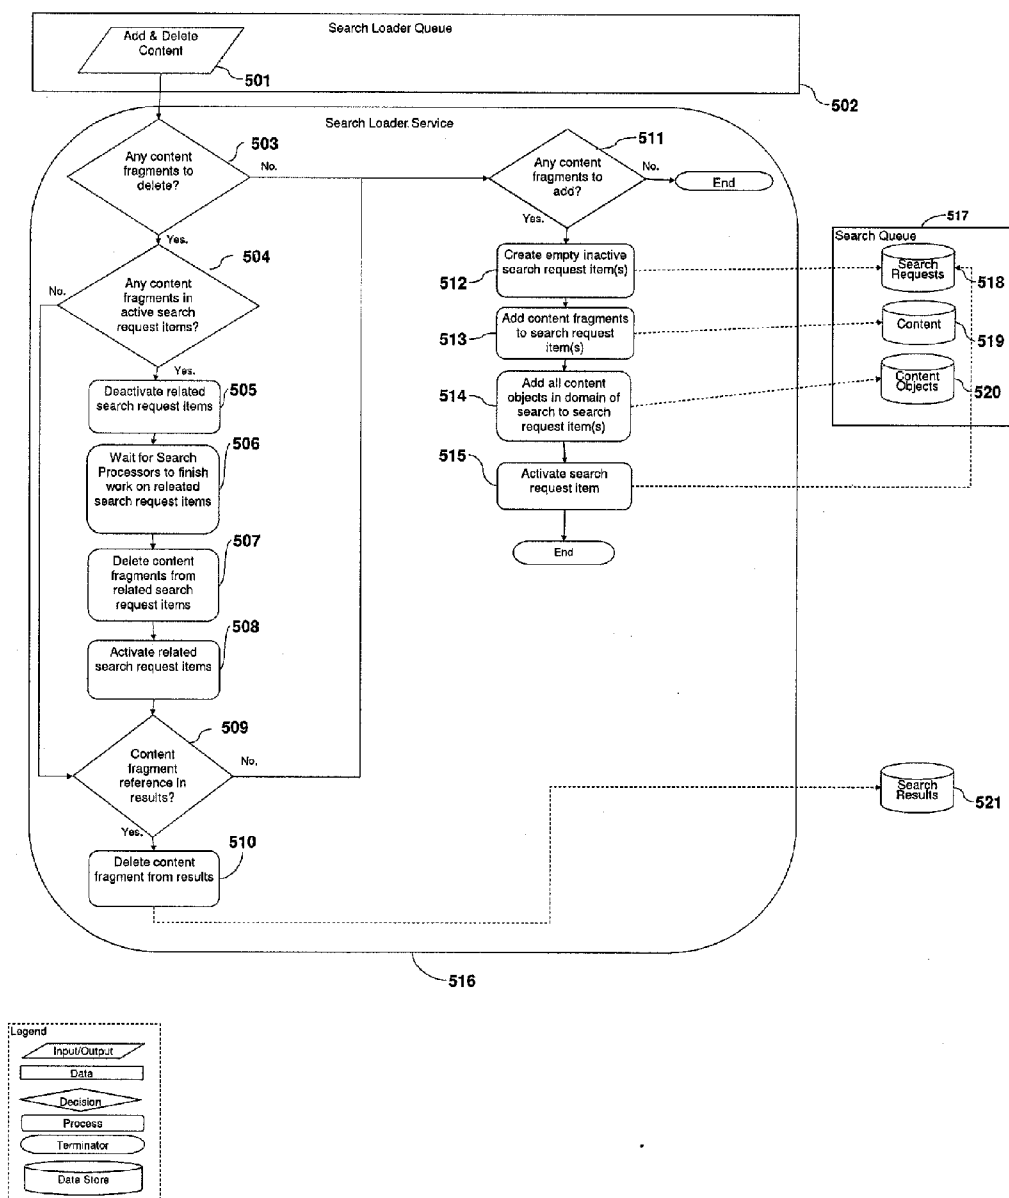 Search Loader Queue
Add & Delete
Content
501
502
Search Loader Service
503
Any content
fragments to
delete?
No.
Yes.
504
Any content
fragments in
active search
request items?
No.
Yes.
505
Deactivate related
search request items
506
Wait for Search
Processors to finish
work on releated
search request items
507
Delete content
fragments from
related search
request items
508
Activate related
search request items
509
Content
fragment
reference in
results?
No.
Yes.
510
Delete content
fragment from results
511
Any content
fragments to
add?
No.
End
Yes.
512
Create empty inactive
search request item(s)
513
Add content fragments
to search request
item(s)
514
Add all content
objects in domain of
search to search
request item(s)
515
Activate search
request item
End
516
517
Search Queue
Search
Requests
518
Content
519
Content
Objects
520
Search
Results
521
Legend
Input/Output
Data
Decision
Process
Terminator
Data Store